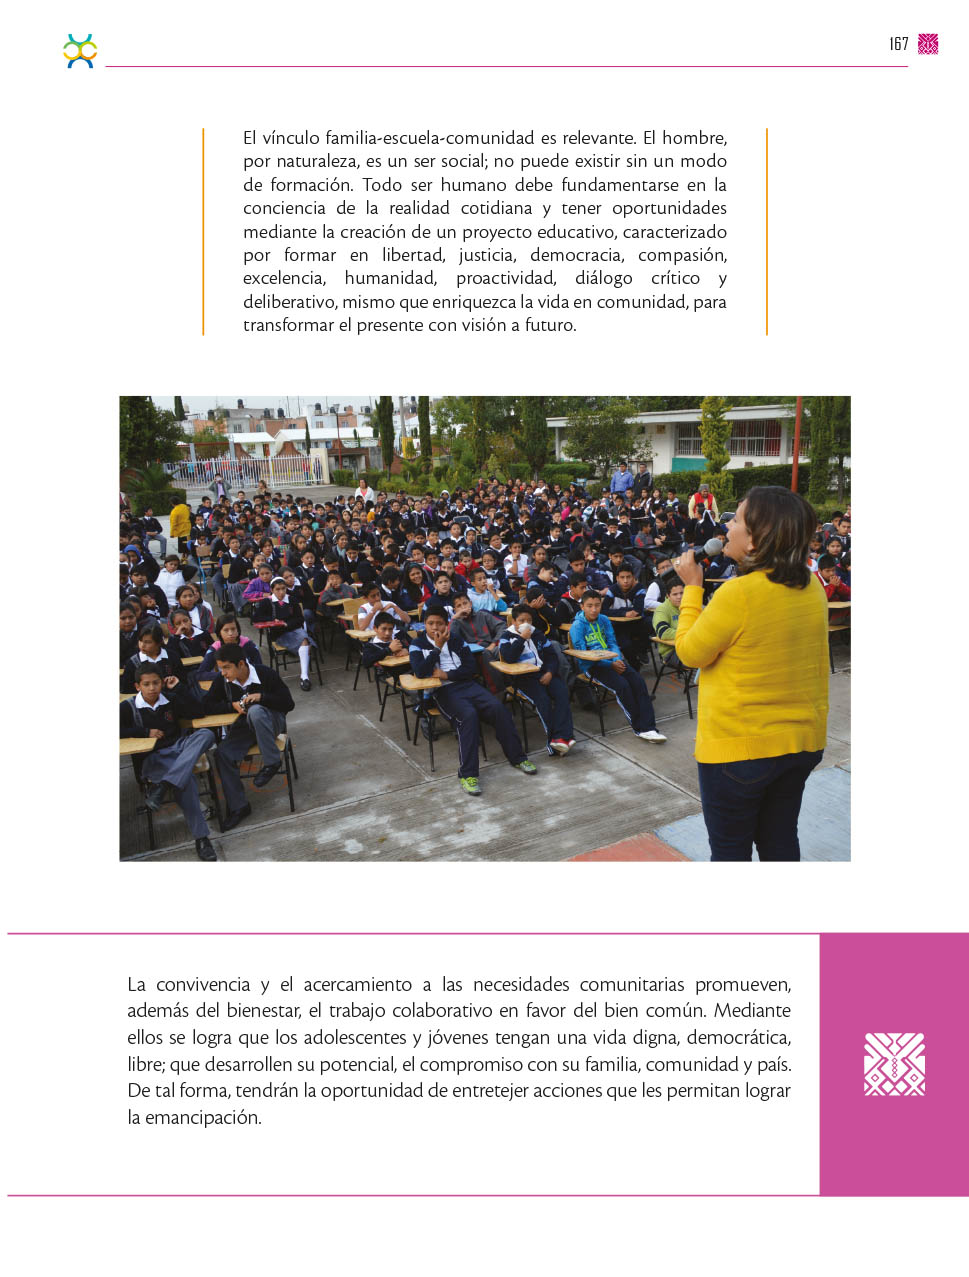 167
El vínculo familia-escuela-comunidad es relevante. El hombre,
por naturaleza, es un ser social; no puede existir sin un modo
de formación. Todo ser humano debe fundamentarse en la
conciencia de la realidad cotidiana y tener oportunidades
mediante la creación de un proyecto educativo, caracterizado
por formar en libertad, justicia, democracia, compasión,
excelencia, humanidad, proactividad, diálogo crítico y
deliberativo, mismo que enriquezca la vida en comunidad, para
transformar el presente con visión a futuro.
La convivencia y el acercamiento a las necesidades comunitarias promueven,
además del bienestar, el trabajo colaborativo en favor del bien común. Mediante
ellos se logra que los adolescentes y jóvenes tengan una vida digna, democrática,
libre; que desarrollen su potencial, el compromiso con su familia, comunidad y país.
De tal forma, tendrán la oportunidad de entretejer acciones que les permitan lograr
la emancipación.